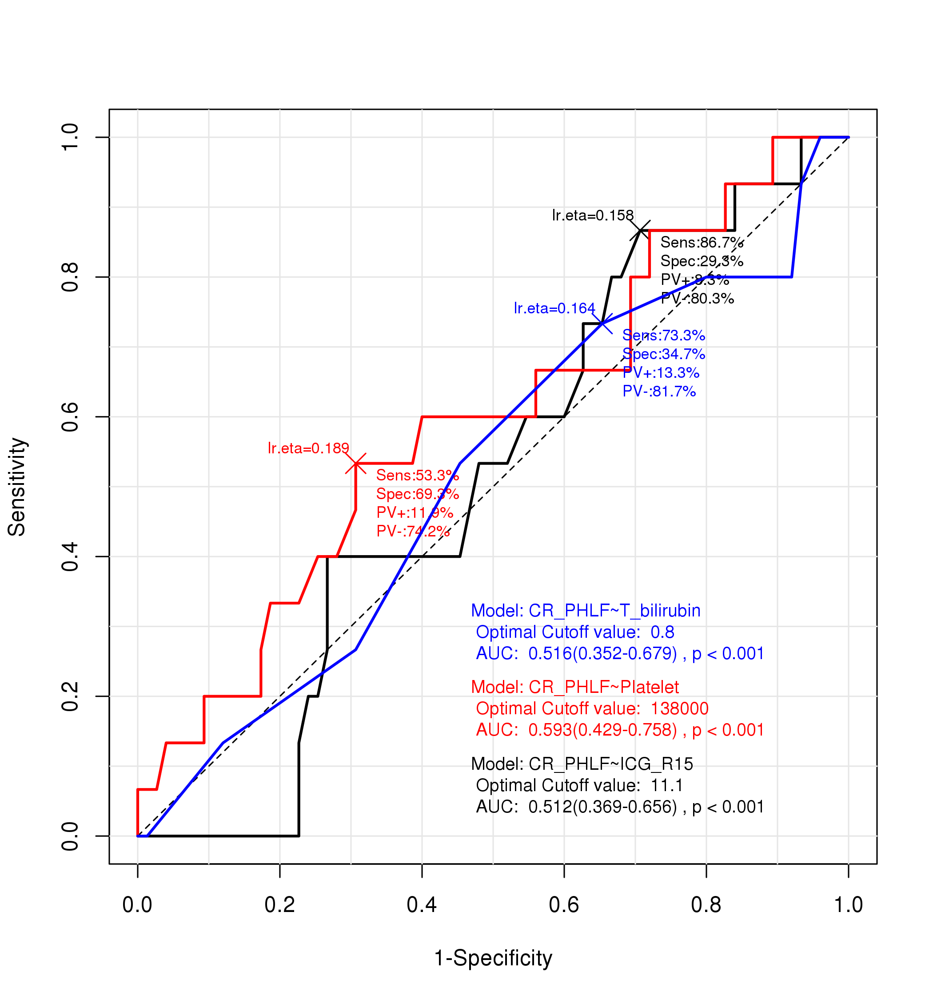 1.0
0.8
0.6
0.4
0.2
0.0
Sensitivity
lr.eta=0.158
Sens:86.7%
Spec:29.3%
PV+:8.3%
PV-:80.3%
lr.eta=0.164
Sens:73.3%
Spec:34.7%
PV+:13.3%
PV-:81.7%
lr.eta=0.189
Sens:53.3%
Spec:69.3%
PV+:11.9%
PV-:74.2%
Model: CR_PHLF~T_bilirubin
Optimal Cutoff value: 0.8
AUC: 0.516(0.352-0.679) , p < 0.001
Model: CR_PHLF~Platelet
Optimal Cutoff value: 138000
AUC: 0.593(0.429-0.758) , p < 0.001
Model: CR_PHLF~ICG_R15
Optimal Cutoff value: 11.1
AUC: 0.512(0.369-0.656) , p < 0.001
0.0 0.2 0.4 0.6 0.8 1.0
1-Specificity